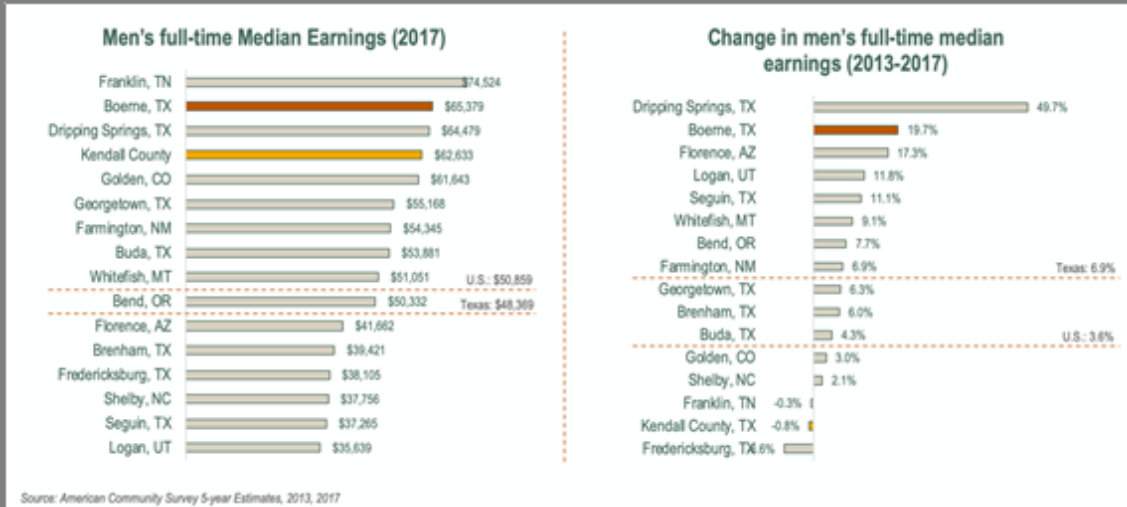 Men's full-time Median Earnings (2017)
Franklin, TN $74,524
Boerne, TX $65,379
Dripping Springs, TX $64,479
Kendall County $62,633
Golden, CO $61,643
Georgetown, TX $55,168
Farmington, NM $54,345
Buda, TX $53,881
Whitefish, MT $51,051
U.S.: $50,859
Bend, OR $50,332
Texas: $48,369
Florence, AZ $41,662
Brenham, TX $39,421
Fredericksburg, TX $38,105
Shelby, NC $37,756
Seguin, TX $37,265
Logan, UT $35,639
Change in men's full-time median
earnings (2013-2017)
Dripping Springs, TX 49.7%
Boerne, TX 19.7%
Florence, AZ 17.3%
Logan, UT 11.8%
Seguin, TX 11.1%
Whitefish, MT 9.1%
Bend, OR 7.7%
Farmington, NM 6.9%
Texas: 6.9%
Georgetown, TX 6.3%
Brenham, TX 6.0%
Buda, TX 4.3%
U.S.: 3.6%
Golden, CO 3.0%
Shelby, NC 2.1%
Franklin, TN -0.3%
Kendall County, TX -0.8%
Fredericksburg, TX
Source: American Community Survey 5-year Estimates, 2013, 2017